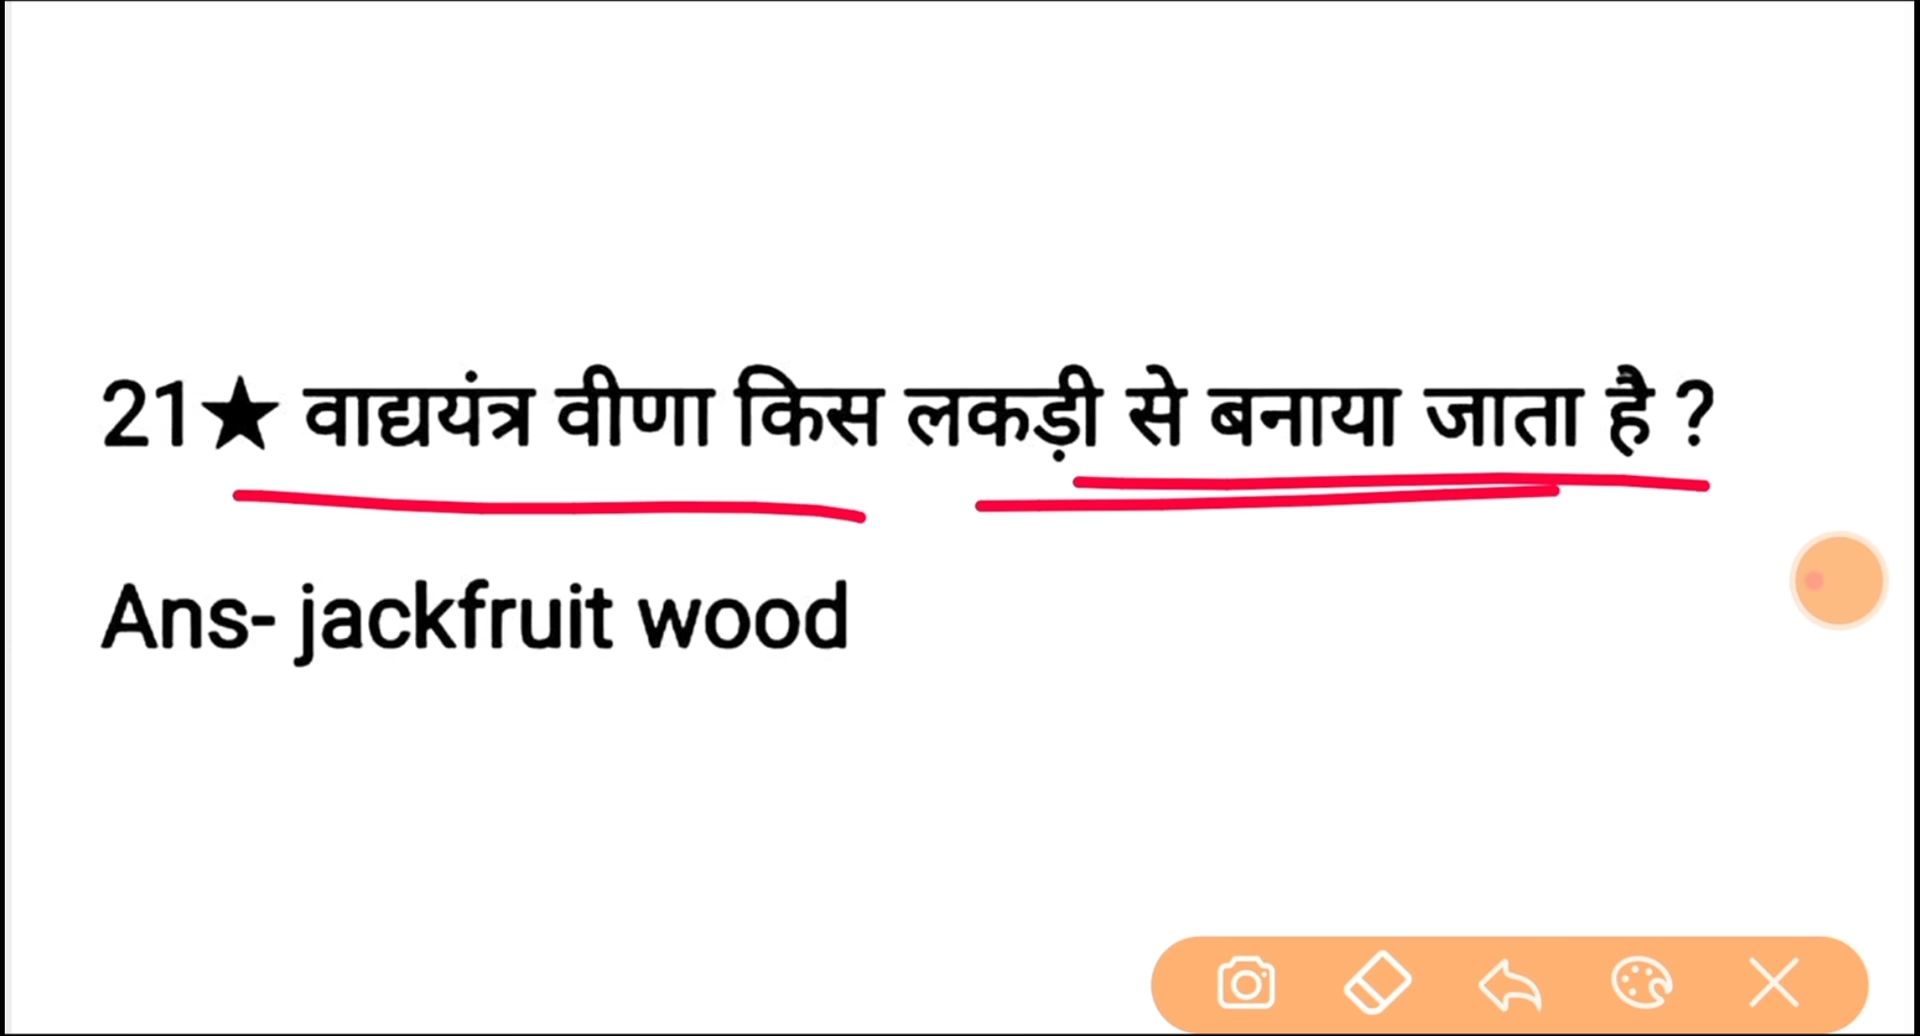 21★ वाद्ययंत्र वीणा किस लकड़ी से बनाया जाता है ?
Ans- jackfruit wood